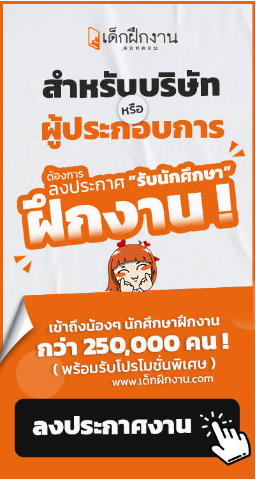 เด็กฝึกงาน
ดอทคอม
สำหรับบริษัท
หรือ
ผู้ประกอบการ
ต้องการ
ลงประกาศ “รับนักศึกษา”
ฝึกงาน !
เข้าถึงน้องๆ นักศึกษาฝึกงาน
กว่า 250,000 คน !
( พร้อมรับโปรโมชั่นพิเศษ )
www.เด็กฝึกงาน.com
ลงประกาศงาน